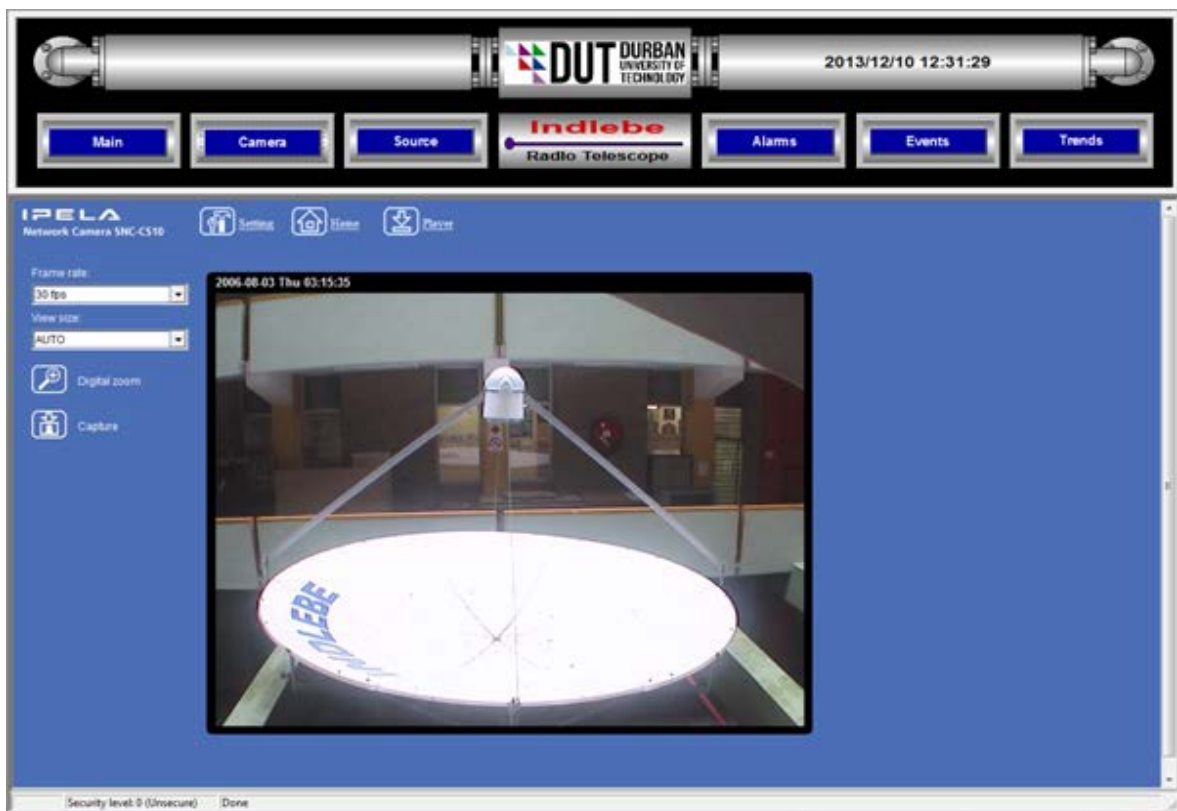 DUT DURBAN
UNIVERSITY OF
TECHNOLOGY
2013/12/10 12:31:29
Main
Camera
Source
Indlebe
Radio Telescope
Alarms
Events
Trends
IPELA
Network Camera SNC-CS10
Setting
Home
Player
Frame rate:
30 fps
View size:
AUTO
Digital zoom
Capture
2006-08-03 Thu 03:15:35
INDLEBE
Security level: 0 (Unsecure)
Done